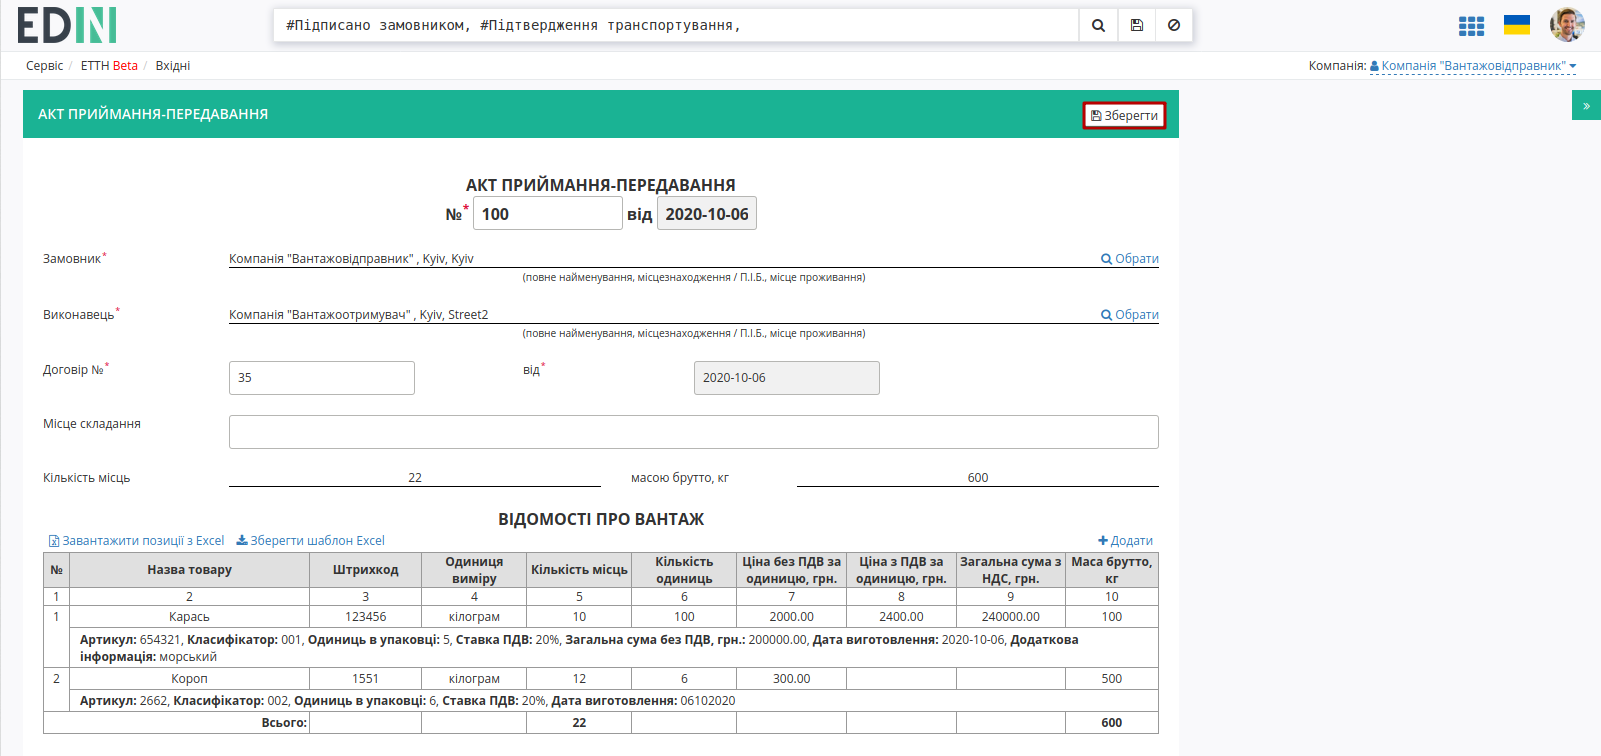 EDIN
#Підписано замовником, #Підтвердження транспортування,
Сервіс / ЕТТН Beta / Вхідні
Компанія: Компанія "Вантажовідправник"
АКТ ПРИЙМАННЯ-ПЕРЕДАВАННЯ
Зберегти
»
АКТ ПРИЙМАННЯ-ПЕРЕДАВАННЯ
№* 100 від 2020-10-06
Замовник* Компанія "Вантажовідправник" , Kyiv, Kyiv Обрати
(повне найменування, місцезнаходження / П.І.Б., місце проживання)
Виконавець* Компанія "Вантажоотримувач" , Kyiv, Street2 Обрати
(повне найменування, місцезнаходження / П.І.Б., місце проживання)
Договір №* 35 від* 2020-10-06
Місце складання
Кількість місць 22 масою брутто, кг 600
ВІДОМОСТІ ПРО ВАНТАЖ
Завантажити позиції з Excel Зберегти шаблон Excel + Додати
№ Назва товару Штрихкод Одиниця виміру Кількість місць Кількість одиниць Ціна без ПДВ за одиницю, грн. Ціна з ПДВ за одиницю, грн. Загальна сума з НДС, грн. Маса брутто, кг
1 2 3 4 5 6 7 8 9 10
1 Карась 123456 кілограм 10 100 2000.00 2400.00 240000.00 100
Артикул: 654321, Класифікатор: 001, Одиниць в упаковці: 5, Ставка ПДВ: 20%, Загальна сума без ПДВ, грн.: 200000.00, Дата виготовлення: 2020-10-06, Додаткова
інформація: морський
2 Короп 1551 кілограм 12 6 300.00 500
Артикул: 2662, Класифікатор: 002, Одиниць в упаковці: 6, Ставка ПДВ: 20%, Дата виготовлення: 06102020
Всього: 22 600